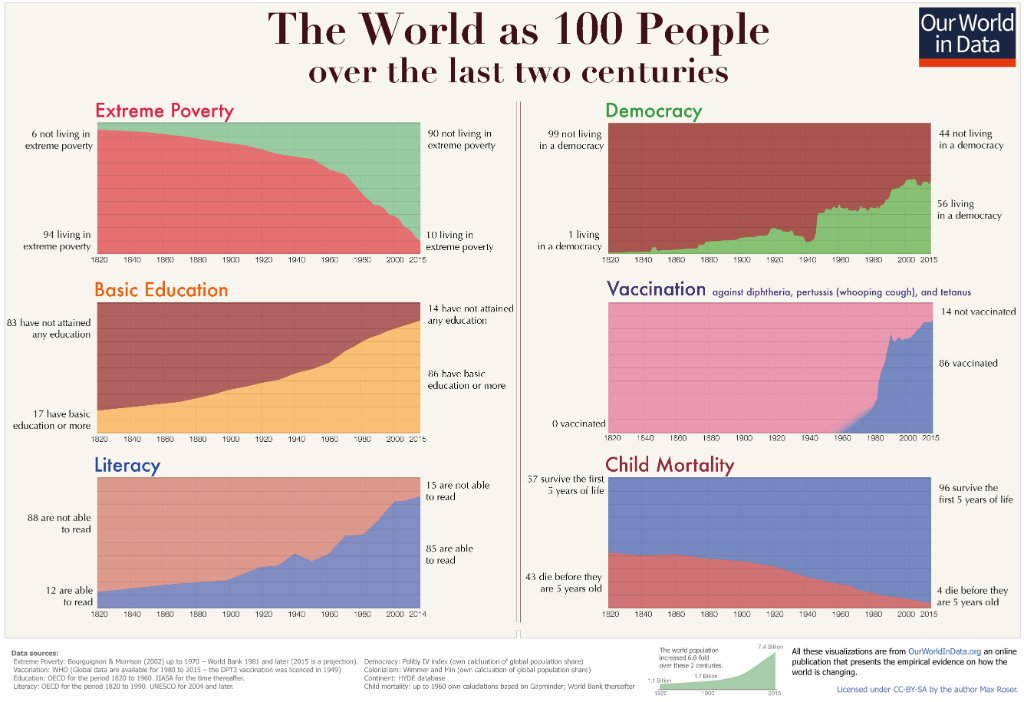 The World as 100 People
over the last two centuries
Our World
in Data
Extreme Poverty
6 not living in
extreme poverty
94 living in
extreme poverty
90 not living in
extreme poverty
10 living in
extreme poverty
1820 1840 1860 1880 1900 1920 1940 1960 1980 2000 2015
Basic Education
83 have not attained
any education
17 have basic
education or more
14 have not attained
any education
86 have basic
education or more
1820 1840 1860 1880 1900 1920 1940 1960 1980 2000 2015
Literacy
88 are not able
to read
12 are able
to read
15 are not able
to read
85 are able
to read
1820 1840 1860 1880 1900 1920 1940 1960 1980 2000 2014
Democracy
99 not living
in a democracy
1 living
in a democracy
44 not living
in a democracy
56 living
in a democracy
1820 1840 1860 1880 1900 1920 1940 1960 1980 2000 2015
Vaccination against diphtheria, pertussis (whooping cough), and tetanus
0 vaccinated
14 not vaccinated
86 vaccinated
1820 1840 1860 1880 1900 1920 1940 1960 1980 2000 2015
Child Mortality
57 survive the first
5 years of life
43 die before they
are 5 years old
96 survive the
first 5 years of life
4 die before they
are 5 years old
1820 1840 1860 1880 1900 1920 1940 1960 1980 2000 2015
Data sources:
Extreme Poverty: Bourguignon & Morrison (2002) up to 1970 – World Bank 1981 and later (2015 is a projection).
Vaccination: WHO (Global data are available for 1980 to 2015 – the DPT3 vaccination was licenced in 1949)
Education: OECD for the period 1820 to 1960. IIASA for the time thereafter.
Literacy: OECD for the period 1820 to 1990. UNESCO for 2004 and later.
Democracy: Politiy IV index (own calculation of global population share)
Colonialism: Wimmer and Min (own calculation of global population share)
Continent: HYDE database
Child mortality: up to 1960 own calculations based on Gapminder; World Bank thereafter
The world population
increased 6.8-fold
over these 2 centuries.
1.1 Billion
1.7 Billion
7.4 Billion
1820 1900 2015
All these visualizations are from OurWorldInData.org an online
publication that presents the empirical evidence on how the
world is changing.
Licensed under CC-BY-SA by the author Max Roser.